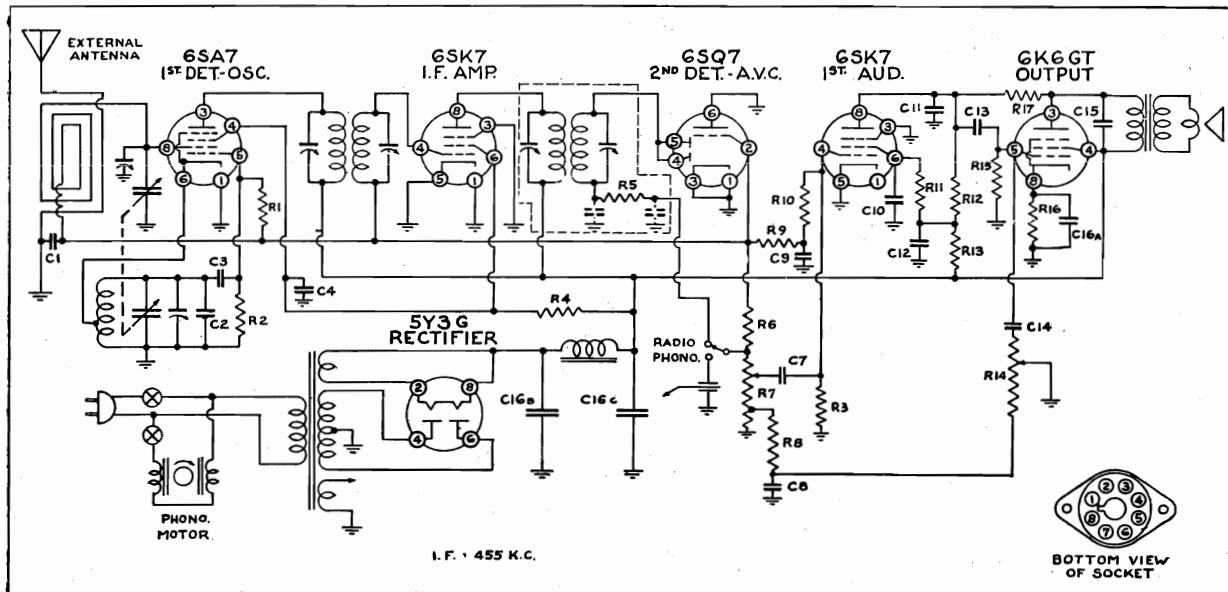 EXTERNAL
ANTENNA
6SA7
1ST. DET.-OSC.
6SK7
I.F. AMP.
6SQ7
2ND DET.-A.V.C.
6SK7
1ST. AUD.
6K6GT
OUTPUT
3
4
8
5
6
1
8
3
4
6
5
1
6
5
4
2
3
1
8
3
4
6
5
1
3
5
4
8
C11
C13
R17
C15
R1
R5
R10
R11
R12
R15
R16
C16A
C10
C1
R9
C9
C12
R13
C3
C4
C2
R2
R4
5Y3G
RECTIFIER
2
8
4
6
C16B
C16C
RADIO
PHONO.
R6
R7
C7
R3
R8
C8
C14
R14
PHONO.
MOTOR
I.F. : 455 K.C.
1
2
3
4
5
6
7
8
BOTTOM VIEW
OF SOCKET